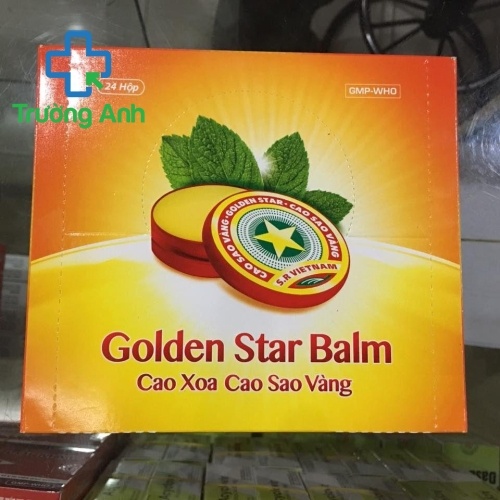 24 Hộp
GMP-WHO
Trường Anh
CAO SAO VÀNG·GOLDEN STAR·CAO SAO VÀNG
S.R VIETNAM
Golden Star Balm
Cao Xoa Cao Sao Vàng